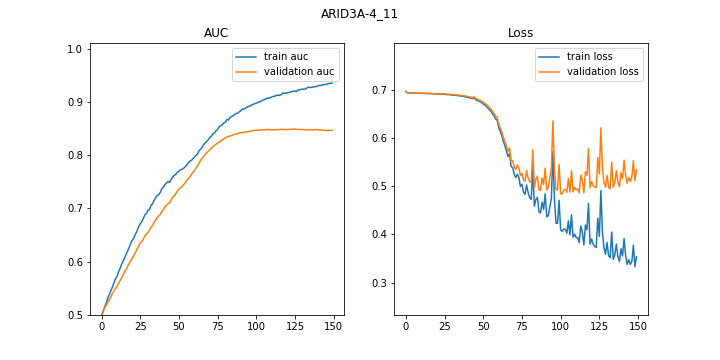 ARID3A-4_11
AUC
train auc
validation auc
1.0
0.9
0.8
0.7
0.6
0.5
0 25 50 75 100 125 150
Loss
train loss
validation loss
0.7
0.6
0.5
0.4
0.3
0 25 50 75 100 125 150